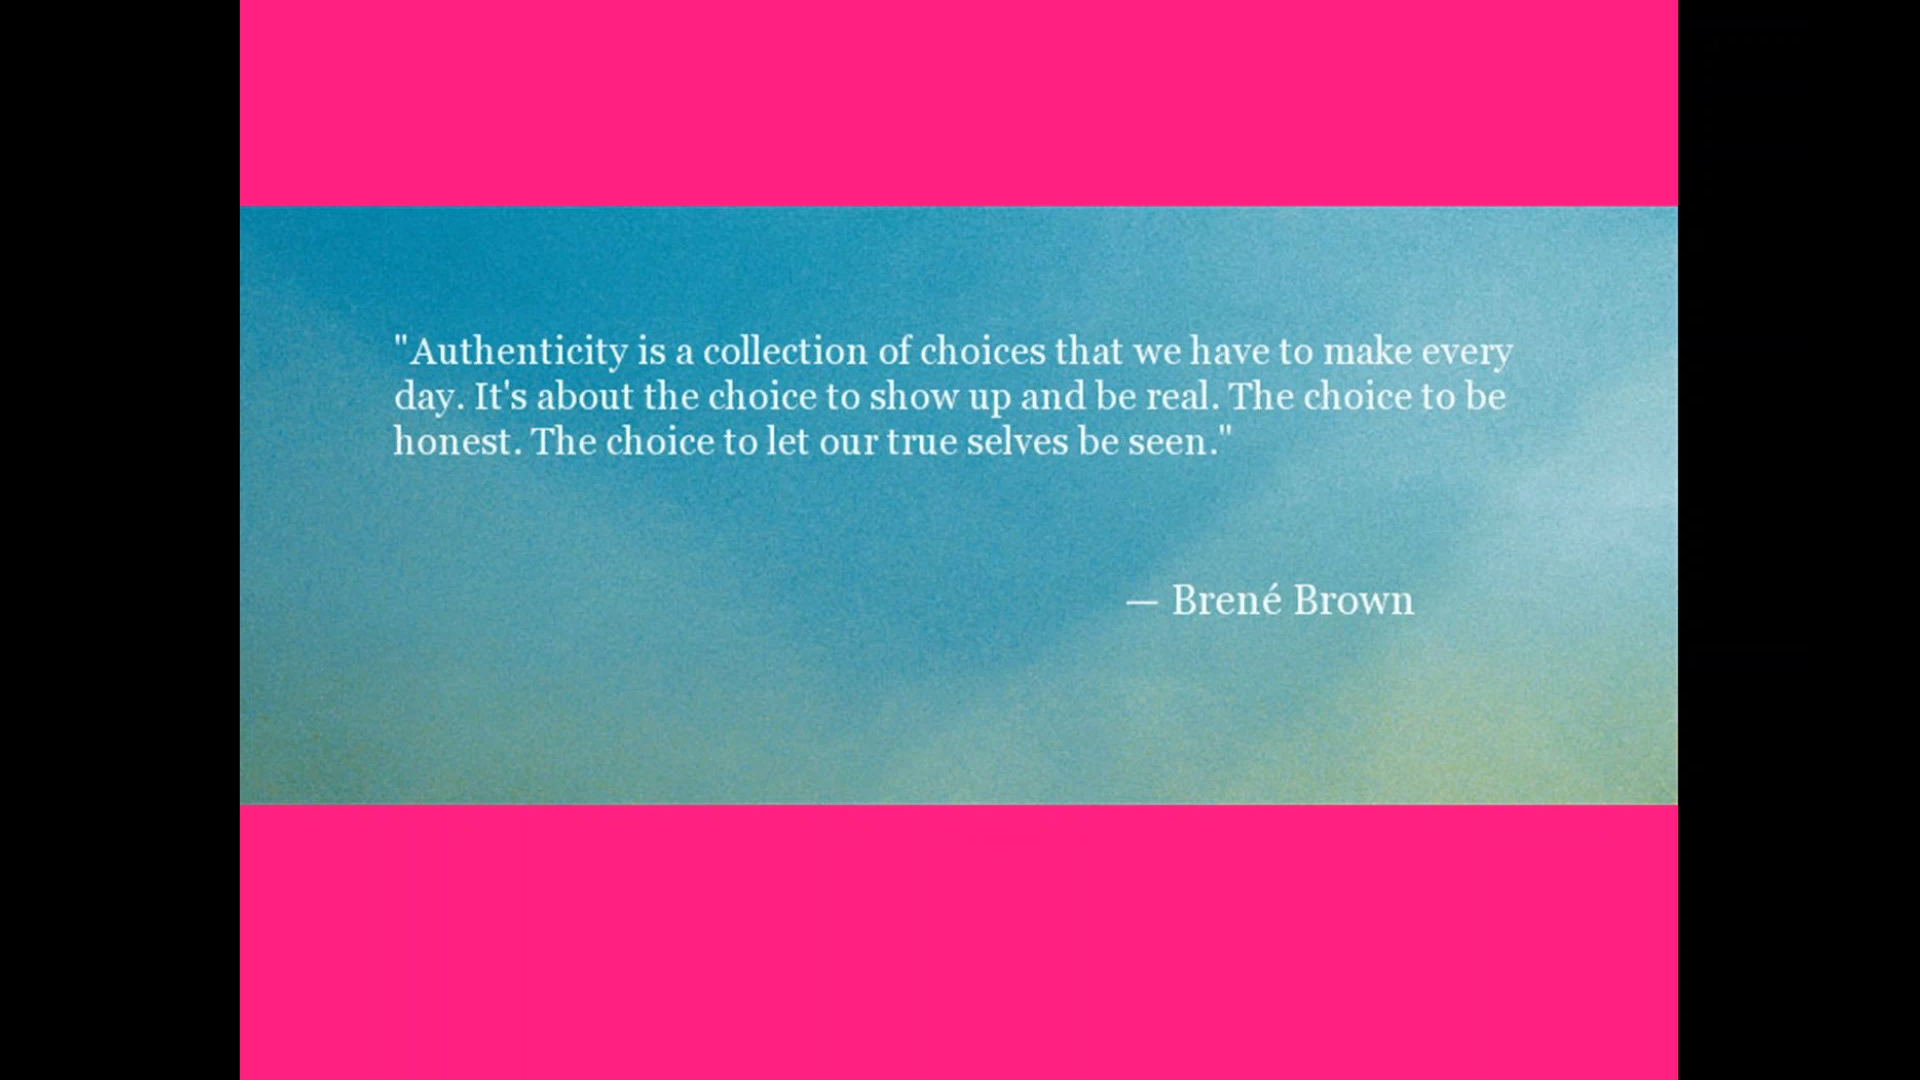 "Authenticity is a collection of choices that we have to make every
day. It's about the choice to show up and be real. The choice to be
honest. The choice to let our true selves be seen."
— Brené Brown